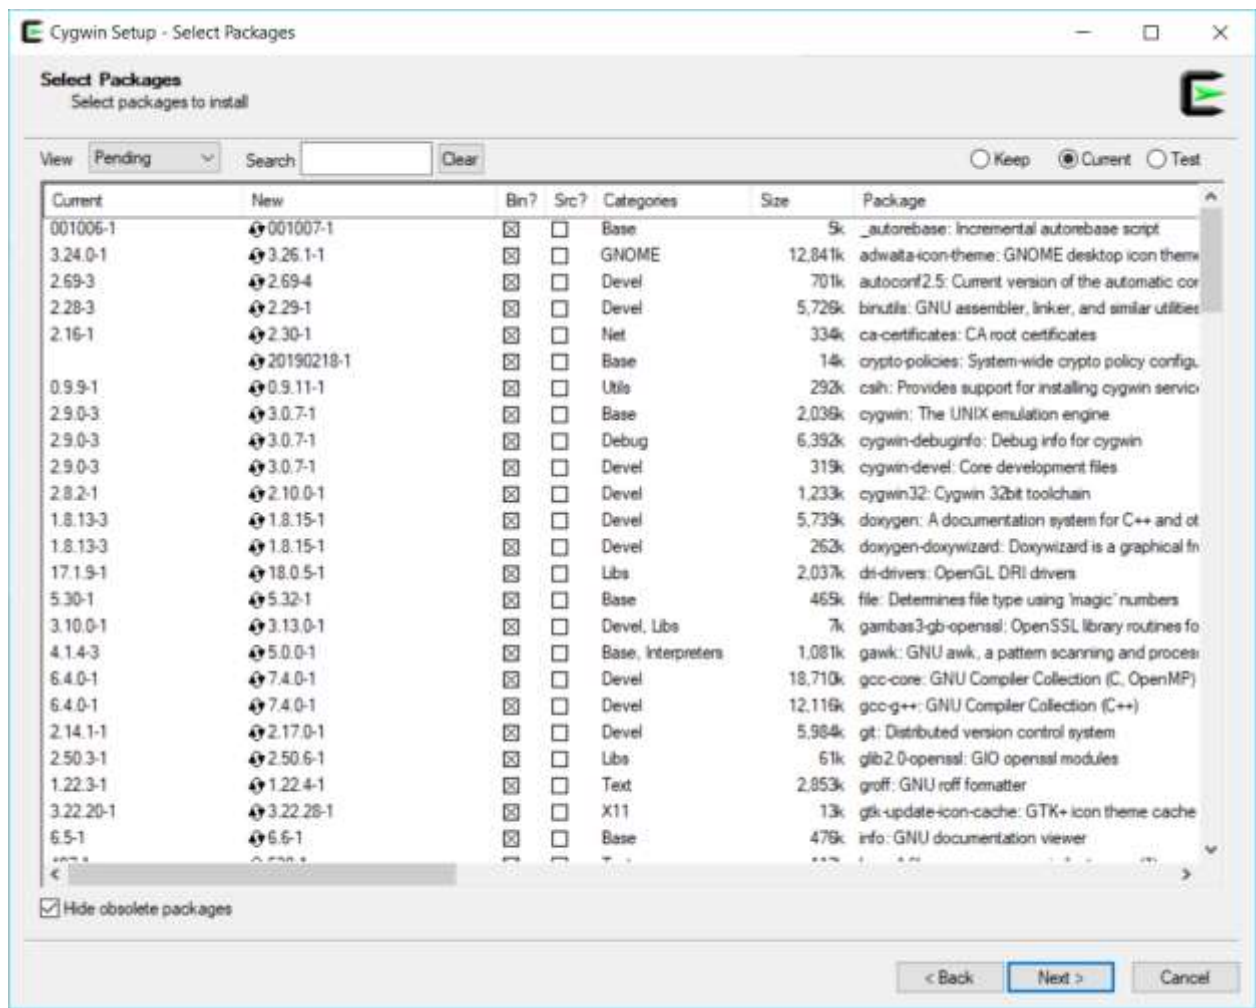 Cygwin Setup - Select Packages
Select Packages
Select packages to install
View Pending Search Clear Keep Current Test
Current New Bin? Src? Categories Size Package
001006-1 001007-1 Base 5k _autorebase: Incremental autorebase script
3.24.0-1 3.26.1-1 GNOME 12,841k adwaita-icon-theme: GNOME desktop icon theme
2.69-3 2.69-4 Devel 701k autoconf2.5: Current version of the automatic cor
2.28-3 2.29-1 Devel 5,726k binutils: GNU assembler, linker, and similar utilities
2.16-1 2.30-1 Net 334k ca-certificates: CA root certificates
20190218-1 Base 14k crypto-policies: System-wide crypto policy configu
0.9.9-1 0.9.11-1 Utils 292k csih: Provides support for installing cygwin service
2.9.0-3 3.0.7-1 Base 2,036k cygwin: The UNIX emulation engine
2.9.0-3 3.0.7-1 Debug 6,392k cygwin-debuginfo: Debug info for cygwin
2.9.0-3 3.0.7-1 Devel 319k cygwin-devel: Core development files
2.8.2-1 2.10.0-1 Devel 1,233k cygwin32: Cygwin 32bit toolchain
1.8.13-3 1.8.15-1 Devel 5,739k doxygen: A documentation system for C++ and ot
1.8.13-3 1.8.15-1 Devel 262k doxygen-doxywizard: Doxywizard is a graphical fr
17.1.9-1 18.0.5-1 Libs 2,037k dri-drivers: OpenGL DRI drivers
5.30-1 5.32-1 Base 465k file: Determines file type using 'magic' numbers
3.10.0-1 3.13.0-1 Devel, Libs 7k gambas3-gb-openssl: OpenSSL library routines fo
4.1.4-3 5.0.0-1 Base, Interpreters 1,081k gawk: GNU awk, a pattern scanning and process
6.4.0-1 7.4.0-1 Devel 18,710k gcc-core: GNU Compiler Collection (C, OpenMP)
6.4.0-1 7.4.0-1 Devel 12,116k gcc-g++: GNU Compiler Collection (C++)
2.14.1-1 2.17.0-1 Devel 5,984k git: Distributed version control system
2.50.3-1 2.50.6-1 Libs 61k glib2.0-openssl: GIO openssl modules
1.22.3-1 1.22.4-1 Text 2,853k groff: GNU roff formatter
3.22.20-1 3.22.28-1 X11 13k gtk-update-icon-cache: GTK+ icon theme cache
6.5-1 6.6-1 Base 476k info: GNU documentation viewer
Hide obsolete packages
< Back Next > Cancel